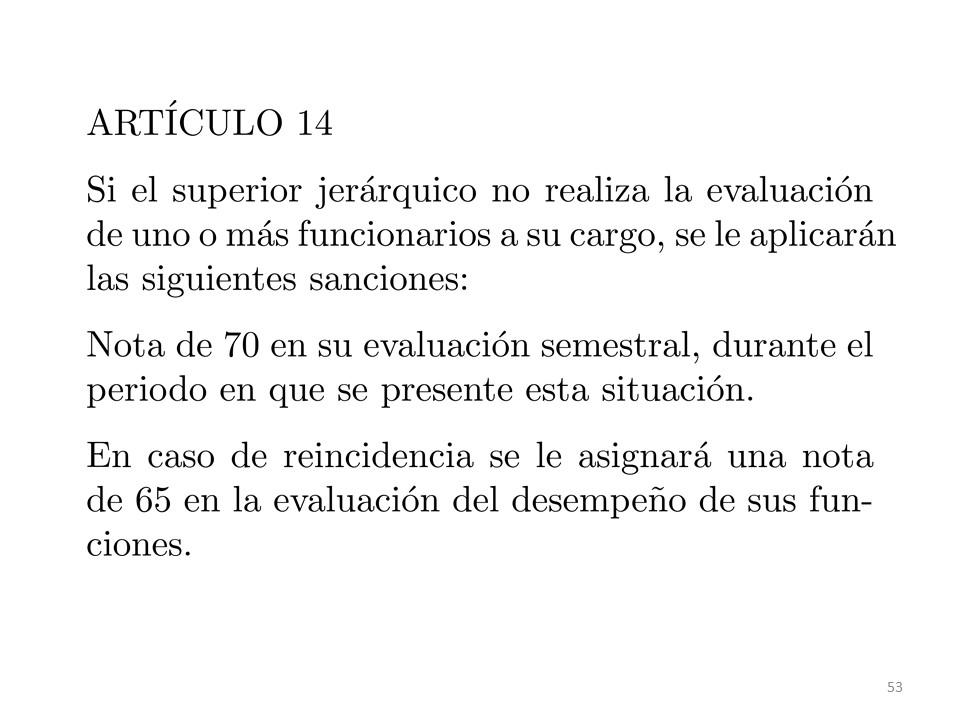 ARTÍCULO 14
Si el superior jerárquico no realiza la evaluación
de uno o más funcionarios a su cargo, se le aplicarán
las siguientes sanciones:
Nota de 70 en su evaluación semestral, durante el
periodo en que se presente esta situación.
En caso de reincidencia se le asignará una nota
de 65 en la evaluación del desempeño de sus fun-
ciones.
53